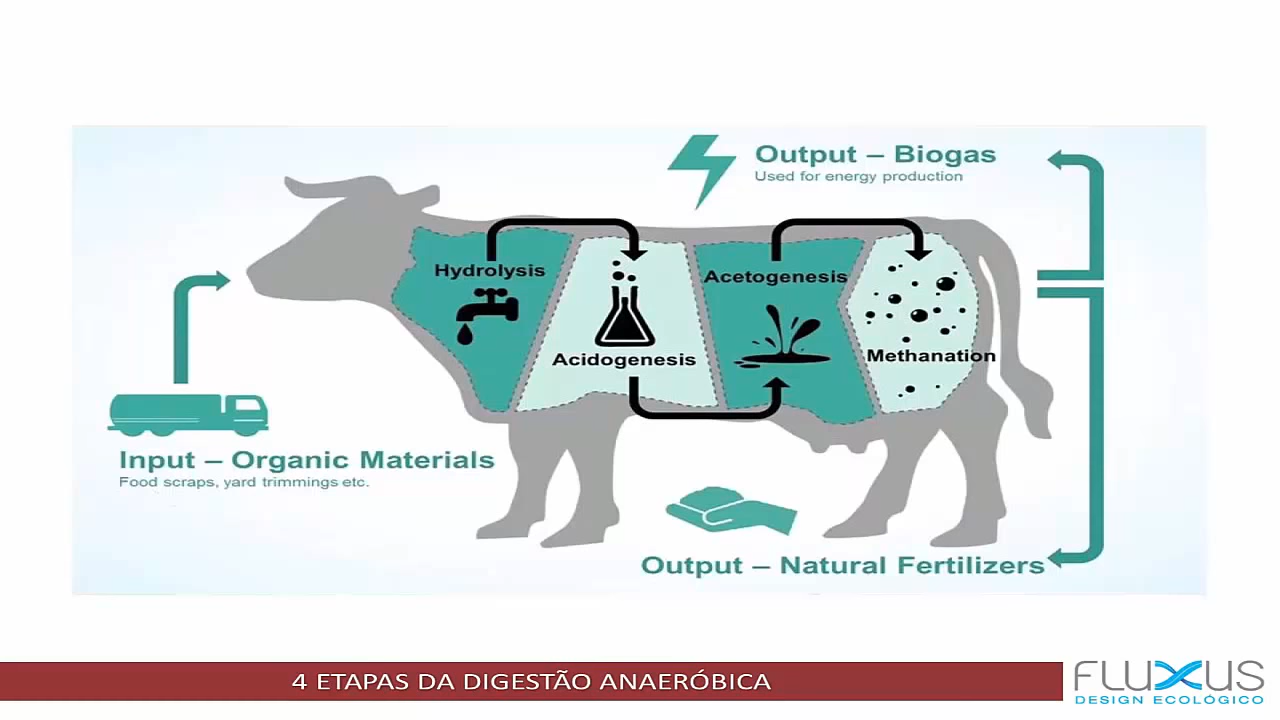 Output – Biogas
Used for energy production
Hydrolysis
Acetogenesis
Acidogenesis
Methanation
Input – Organic Materials
Food scraps, yard trimmings etc.
Output – Natural Fertilizers
4 ETAPAS DA DIGESTÃO ANAERÓBICA
FLUXUS
DESIGN ECOLÓGICO